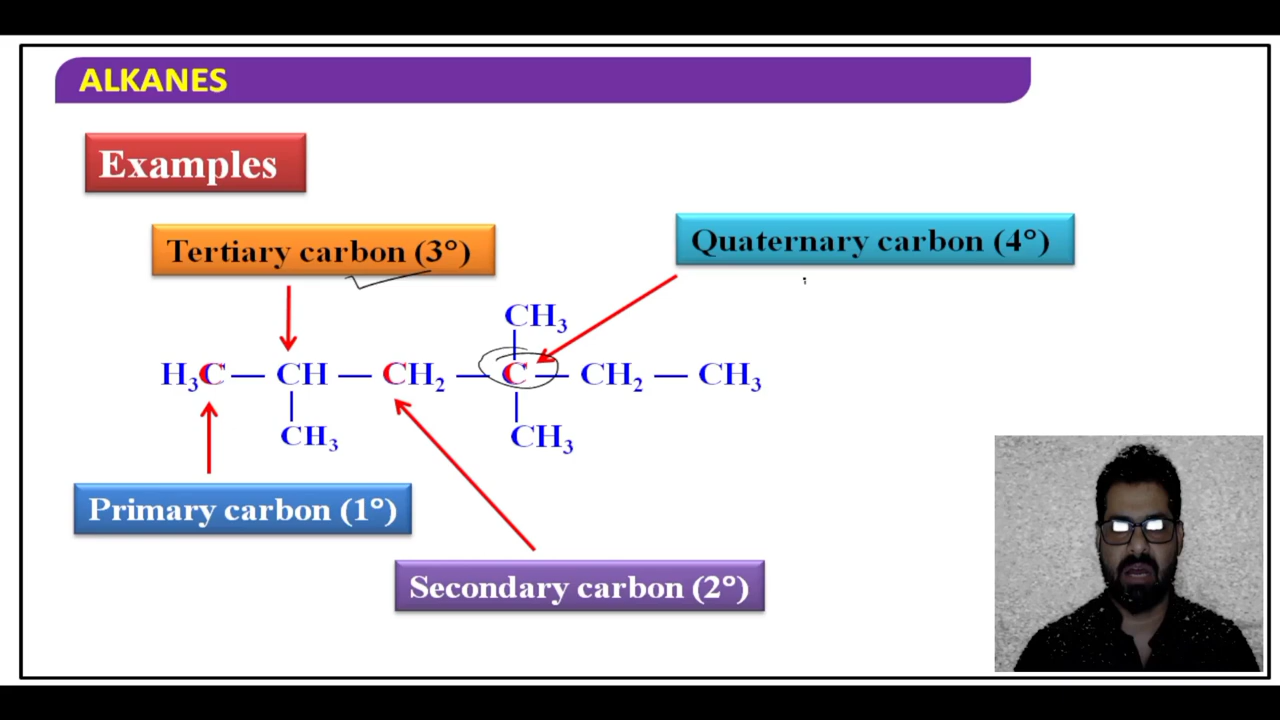 ALKANES
Examples
Tertiary carbon (3°)
Quaternary carbon (4°)
CH₃
H₃C — CH — CH₂ — C — CH₂ — CH₃
CH₃ CH₃
Primary carbon (1°)
Secondary carbon (2°)